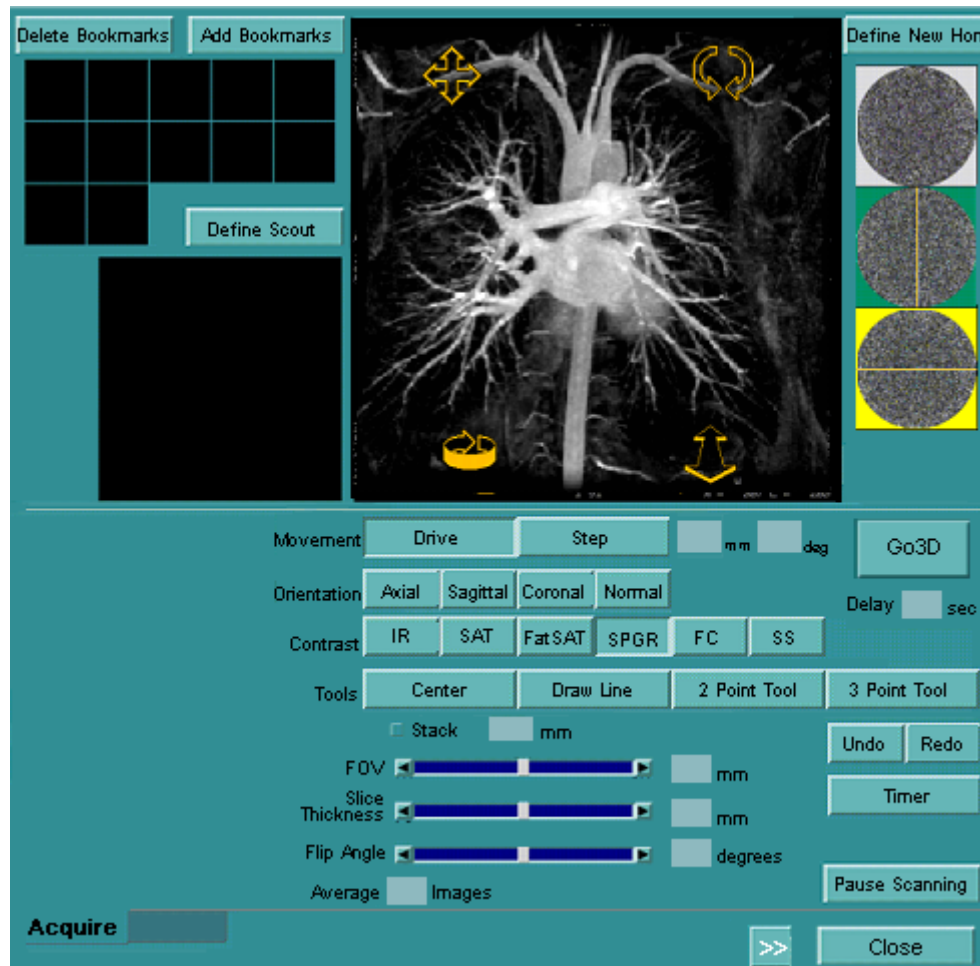 Delete Bookmarks Add Bookmarks Define New Hor
Define Scout
Movement Drive Step mm deg Go3D
Orientation Axial Sagittal Coronal Normal
Delay sec
Contrast IR SAT FatSAT SPGR FC SS
Tools Center Draw Line 2 Point Tool 3 Point Tool
Stack mm
Undo Redo
FOV mm
Slice
Thickness mm
Timer
Flip Angle degrees
Average Images
Pause Scanning
Acquire
>> Close